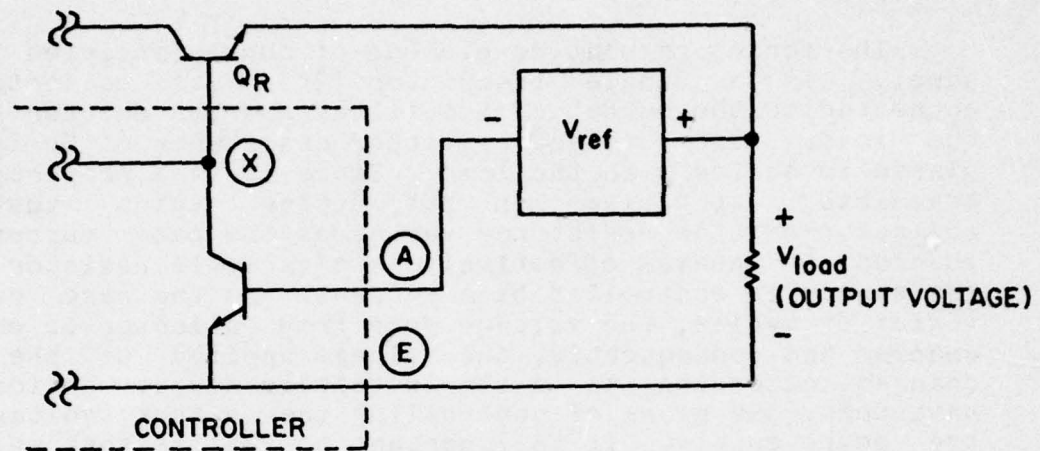 Q_R
X
− V_ref +
A
+
V_load
(OUTPUT VOLTAGE)
−
E
CONTROLLER